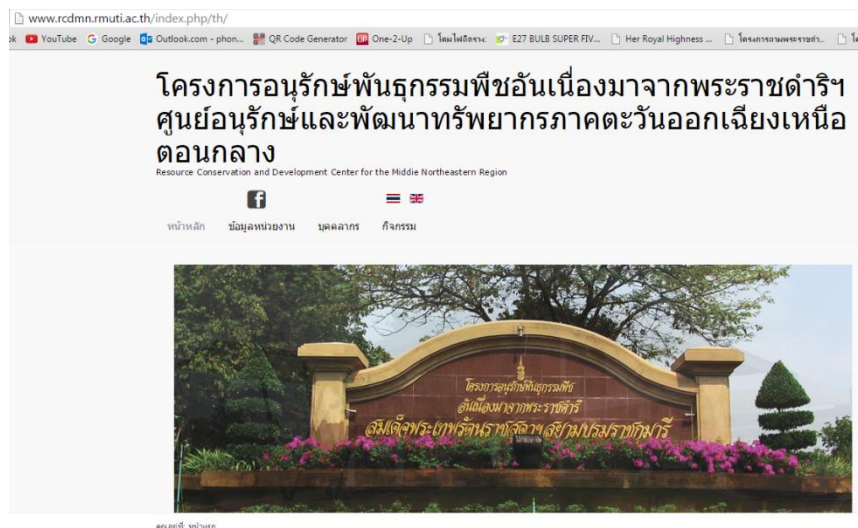 www.rcdmn.rmuti.ac.th/index.php/th/
YouTube Google Outlook.com - phon... QR Code Generator One-2-Up E27 BULB SUPER FIV... Her Royal Highness ...
โครงการอนุรักษ์พันธุกรรมพืชอันเนื่องมาจากพระราชดำริฯ
ศูนย์อนุรักษ์และพัฒนาทรัพยากรภาคตะวันออกเฉียงเหนือ
ตอนกลาง
Resource Conservation and Development Center for the Middle Northeastern Region
หน้าหลัก ข้อมูลหน่วยงาน บุคคลากร กิจกรรม
โครงการอนุรักษ์พันธุกรรมพืช
อันเนื่องมาจากพระราชดำริ
สมเด็จพระเทพรัตนราชสุดาฯ สยามบรมราชกุมารี
คุณอยู่ที่: หน้าแรก